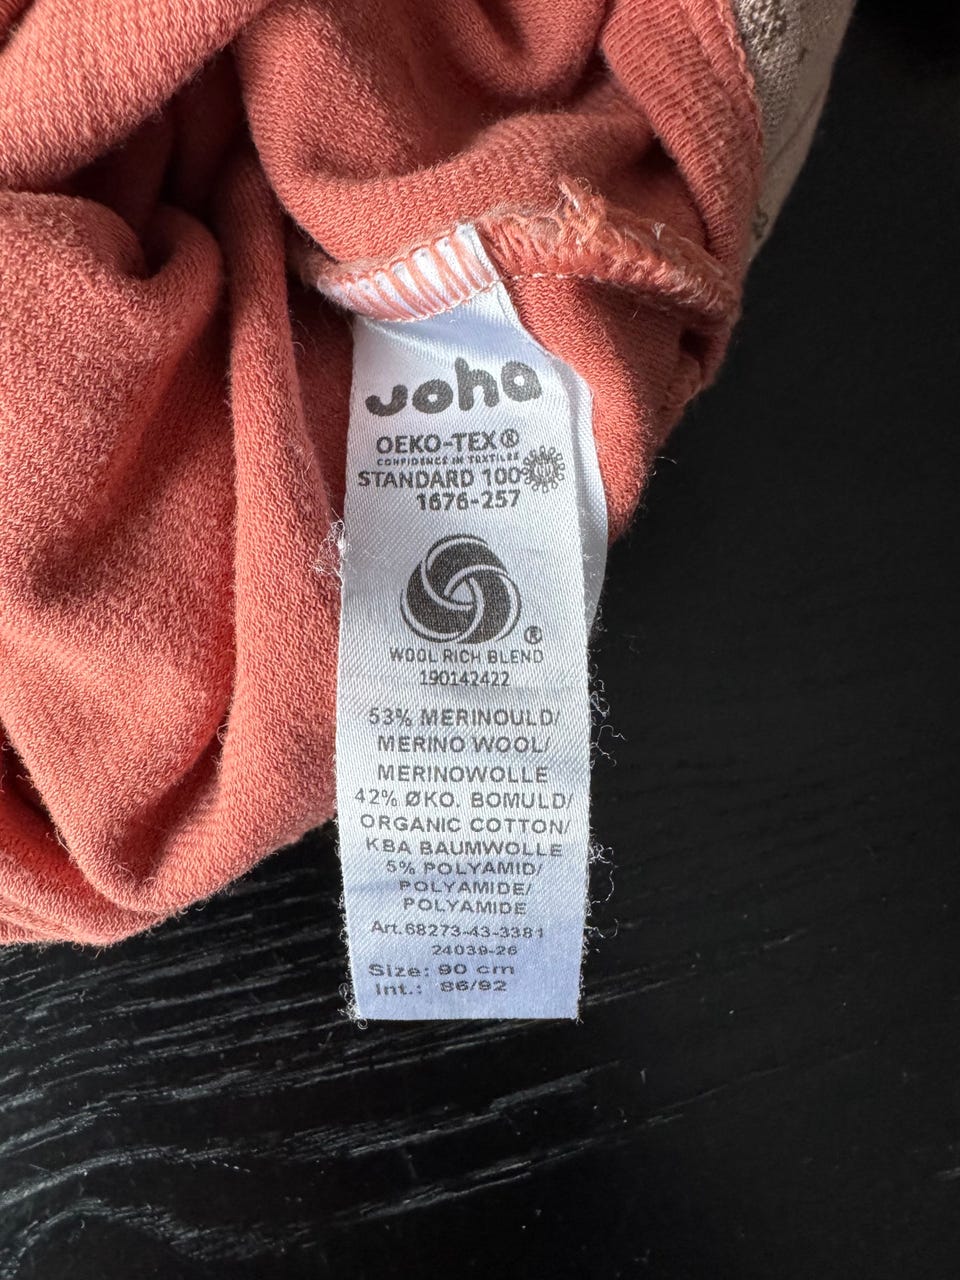 Joha
OEKO-TEX®
CONFIDENCE IN TEXTILES
STANDARD 100
1676-257
®
WOOL RICH BLEND
190142422
53% MERINOULD/
MERINO WOOL/
MERINOWOLLE
42% ØKO. BOMULD/
ORGANIC COTTON/
KBA BAUMWOLLE
5% POLYAMID/
POLYAMIDE/
POLYAMIDE
Art.68273-43-3381
24039-26
Size: 90 cm
Int.: 86/92